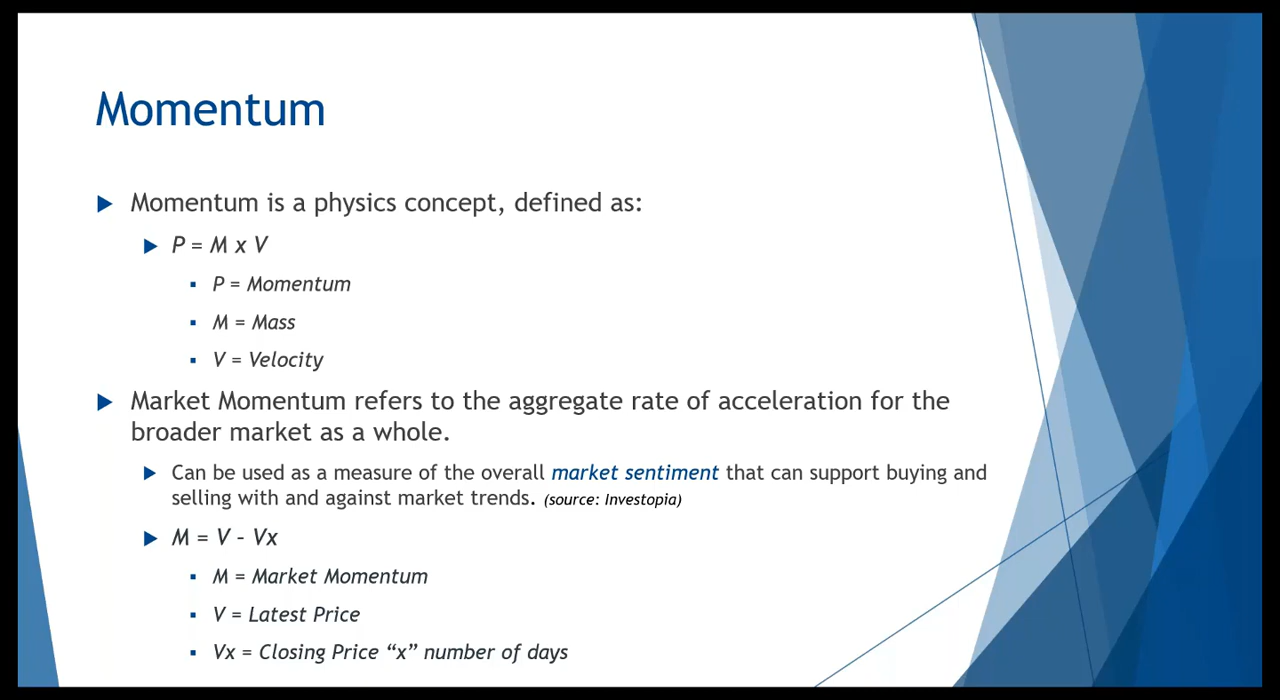 Momentum
Momentum is a physics concept, defined as:
P = M x V
P = Momentum
M = Mass
V = Velocity
Market Momentum refers to the aggregate rate of acceleration for the
broader market as a whole.
Can be used as a measure of the overall market sentiment that can support buying and
selling with and against market trends. (source: Investopia)
M = V – Vx
M = Market Momentum
V = Latest Price
Vx = Closing Price “x” number of days